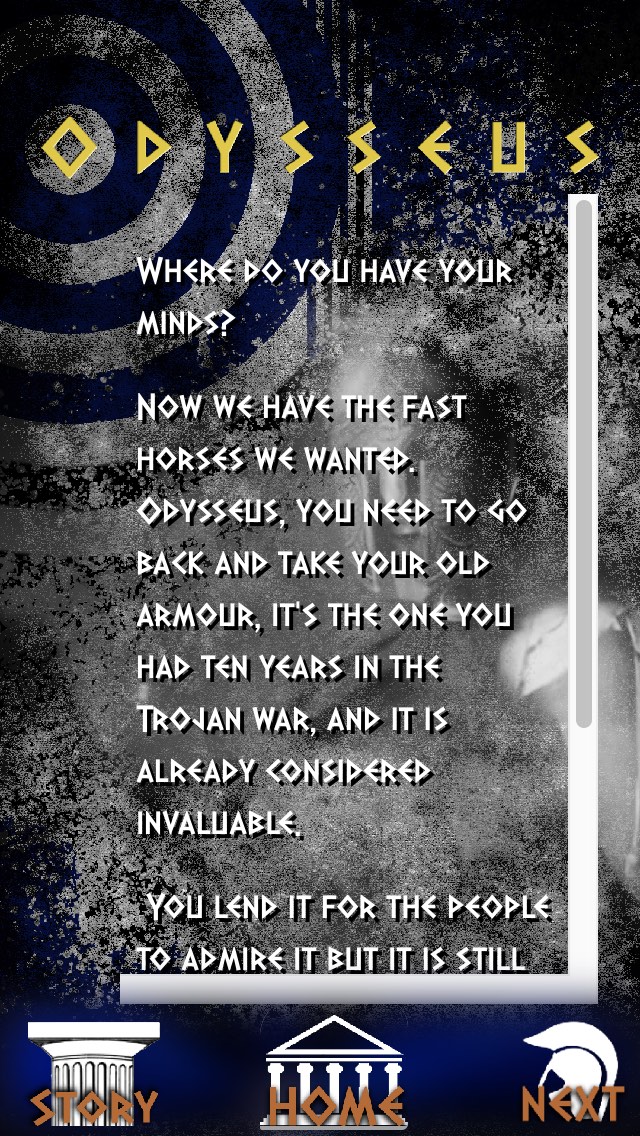 ODYSSEUS
WHERE DO YOU HAVE YOUR
MINDS?
NOW WE HAVE THE FAST
HORSES WE WANTED.
ODYSSEUS, YOU NEED TO GO
BACK AND TAKE YOUR OLD
ARMOUR, IT'S THE ONE YOU
HAD TEN YEARS IN THE
TROJAN WAR, AND IT IS
ALREADY CONSIDERED
INVALUABLE.
YOU LEND IT FOR THE PEOPLE
TO ADMIRE IT BUT IT IS STILL
STORY
HOME
NEXT